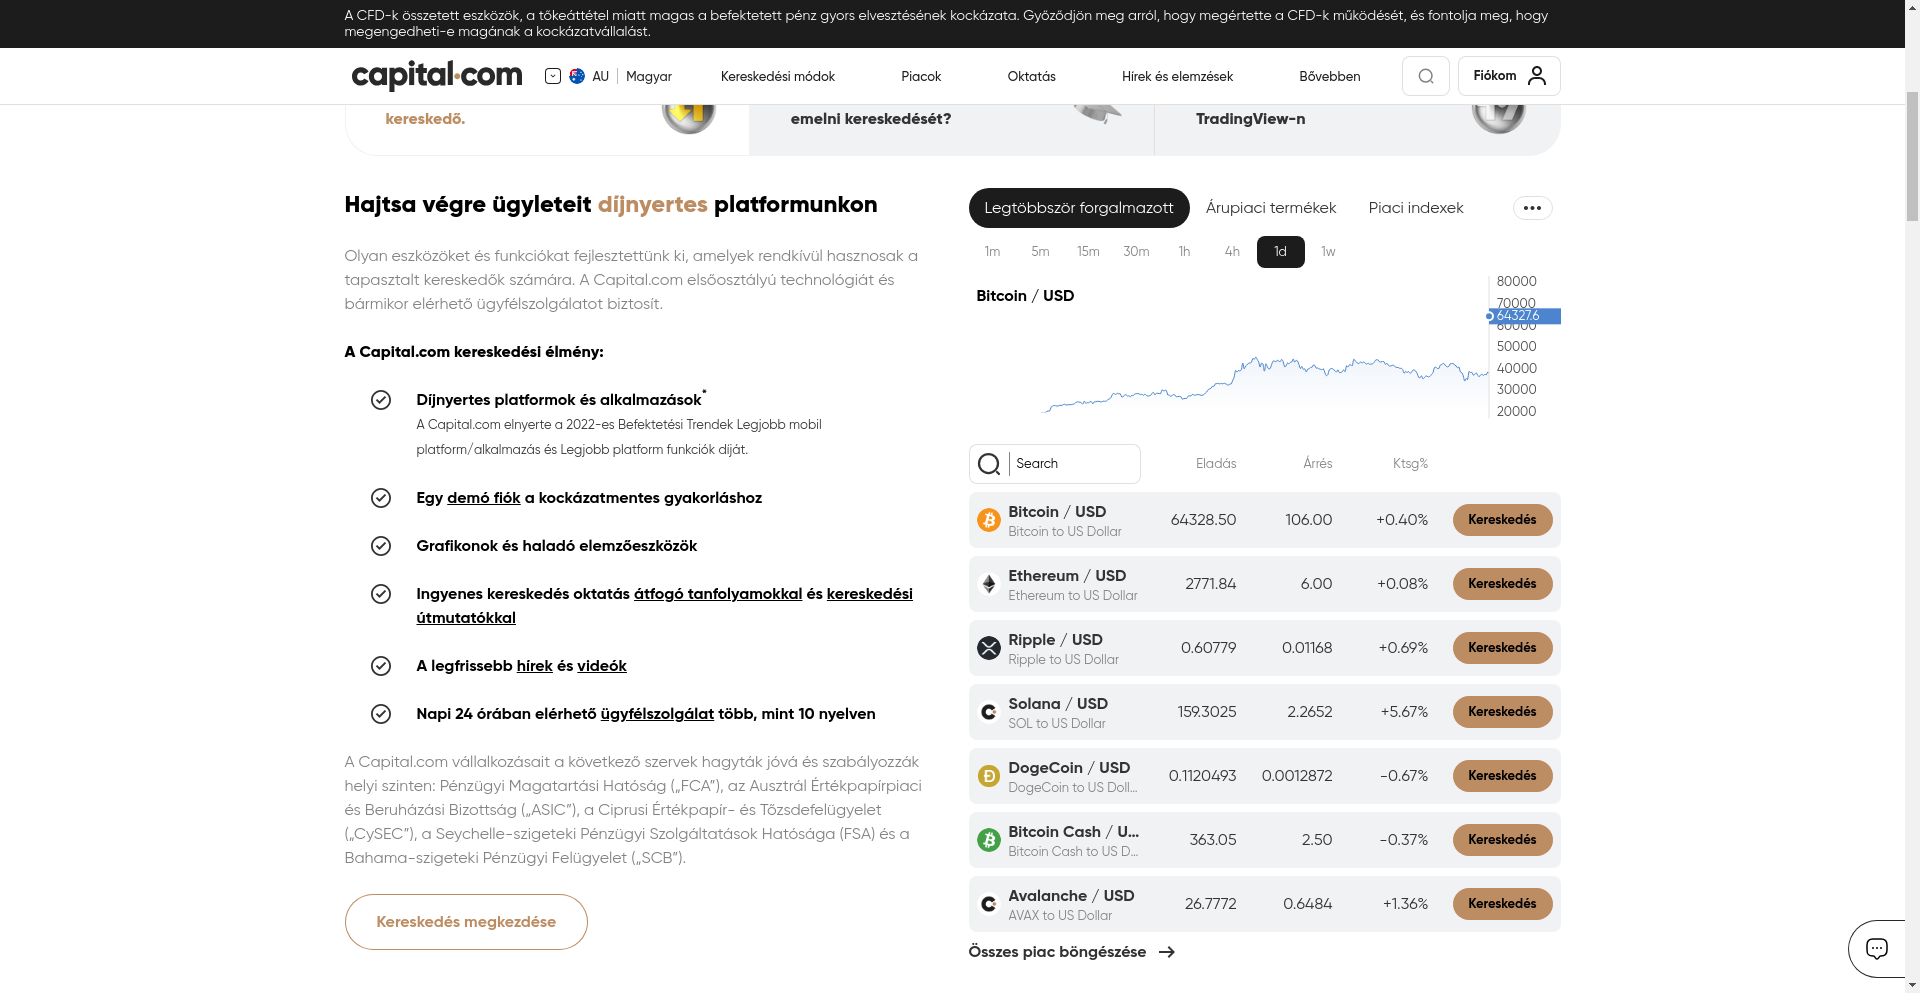 A CFD-k összetett eszközök, a tőkeáttétel miatt magas a befektetett pénz gyors elvesztésének kockázata. Győződjön meg arról, hogy megértette a CFD-k működését, és fontolja meg, hogy
megengedheti-e magának a kockázatvállalást.
capital.com AU Magyar Kereskedési módok Piacok Oktatás Hírek és elemzések Bővebben Fiókom
kereskedő. emelni kereskedését? TradingView-n
Hajtsa végre ügyleteit díjnyertes platformunkon
Olyan eszközöket és funkciókat fejlesztettünk ki, amelyek rendkívül hasznosak a
tapasztalt kereskedők számára. A Capital.com elsőosztályú technológiát és
bármikor elérhető ügyfélszolgálatot biztosít.
A Capital.com kereskedési élmény:
Díjnyertes platformok és alkalmazások*
A Capital.com elnyerte a 2022-es Befektetési Trendek Legjobb mobil
platform/alkalmazás és Legjobb platform funkciók díját.
Egy demó fiók a kockázatmentes gyakorláshoz
Grafikonok és haladó elemzőeszközök
Ingyenes kereskedés oktatás átfogó tanfolyamokkal és kereskedési
útmutatókkal
A legfrissebb hírek és videók
Napi 24 órában elérhető ügyfélszolgálat több, mint 10 nyelven
A Capital.com vállalkozásait a következő szervek hagyták jóvá és szabályozzák
helyi szinten: Pénzügyi Magatartási Hatóság („FCA”), az Ausztrál Értékpapírpiaci
és Beruházási Bizottság („ASIC”), a Ciprusi Értékpapír- és Tőzsdefelügyelet
(„CySEC”), a Seychelle-szigeteki Pénzügyi Szolgáltatások Hatósága (FSA) és a
Bahama-szigeteki Pénzügyi Felügyelet („SCB”).
Kereskedés megkezdése
Legtöbbször forgalmazott Árupiaci termékek Piaci indexek
1m 5m 15m 30m 1h 4h 1d 1w
Bitcoin / USD
80000
70000
64327.6
60000
50000
40000
30000
20000
Search Eladás Árrés Ktsg%
Bitcoin / USD
Bitcoin to US Dollar
64328.50 106.00 +0.40% Kereskedés
Ethereum / USD
Ethereum to US Dollar
2771.84 6.00 +0.08% Kereskedés
Ripple / USD
Ripple to US Dollar
0.60779 0.01168 +0.69% Kereskedés
Solana / USD
SOL to US Dollar
159.3025 2.2652 +5.67% Kereskedés
DogeCoin / USD
DogeCoin to US Doll...
0.1120493 0.0012872 -0.67% Kereskedés
Bitcoin Cash / U...
Bitcoin Cash to US D...
363.05 2.50 -0.37% Kereskedés
Avalanche / USD
AVAX to US Dollar
26.7772 0.6484 +1.36% Kereskedés
Összes piac böngészése